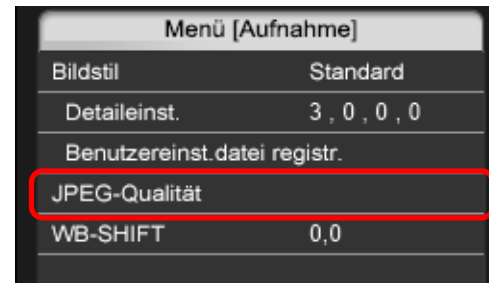 Menü [Aufnahme]
Bildstil Standard
Detaileinst. 3 , 0 , 0 , 0
Benutzereinst.datei registr.
JPEG-Qualität
WB-SHIFT 0,0